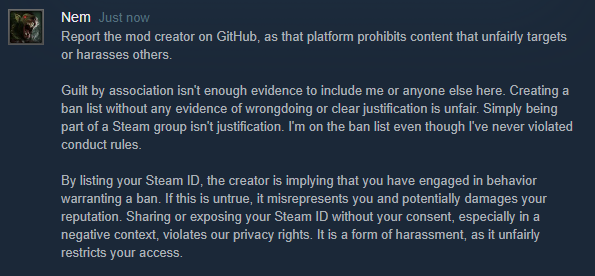 Nem Just now
Report the mod creator on GitHub, as that platform prohibits content that unfairly targets
or harasses others.
Guilt by association isn't enough evidence to include me or anyone else here. Creating a
ban list without any evidence of wrongdoing or clear justification is unfair. Simply being
part of a Steam group isn't justification. I'm on the ban list even though I've never violated
conduct rules.
By listing your Steam ID, the creator is implying that you have engaged in behavior
warranting a ban. If this is untrue, it misrepresents you and potentially damages your
reputation. Sharing or exposing your Steam ID without your consent, especially in a
negative context, violates our privacy rights. It is a form of harassment, as it unfairly
restricts your access.